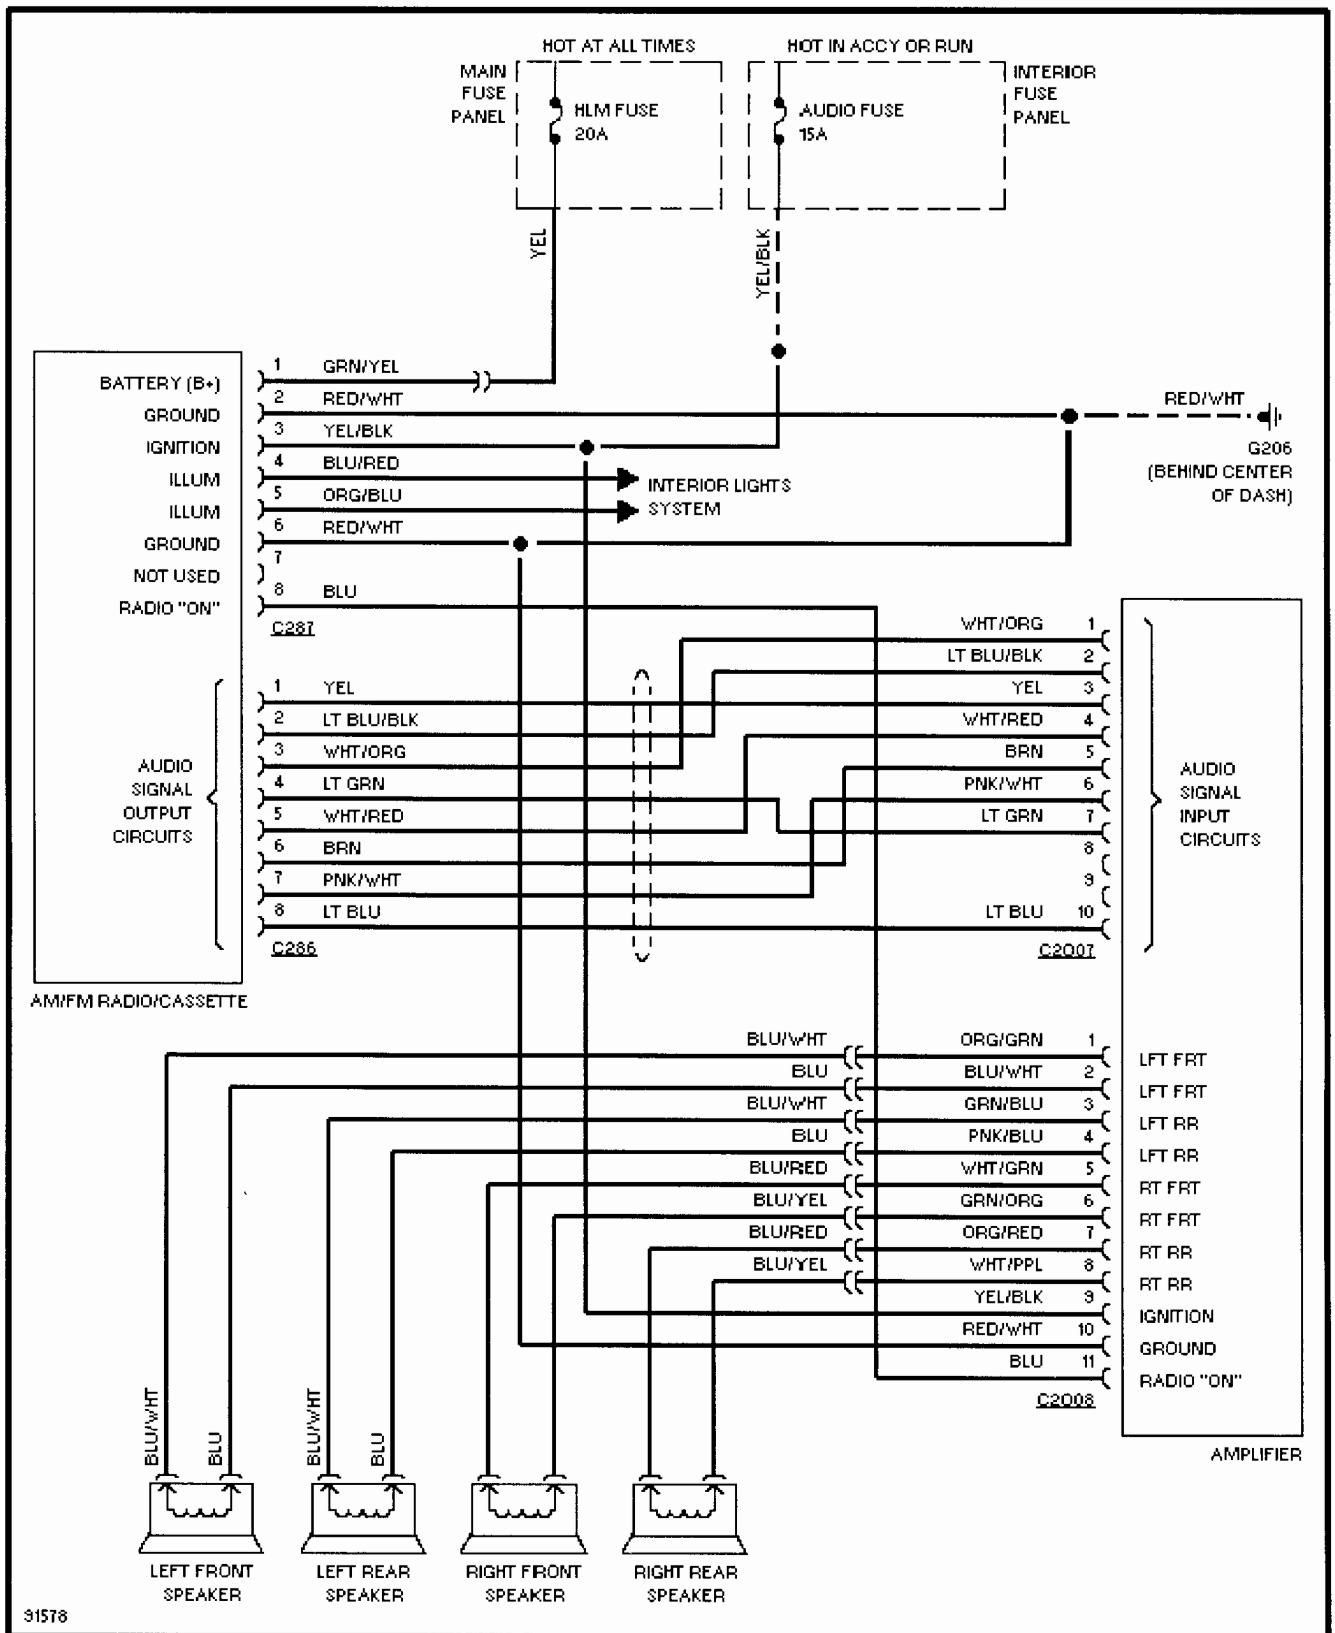 HOT AT ALL TIMES
HOT IN ACCY OR RUN
MAIN
FUSE
PANEL
HLM FUSE
20A
AUDIO FUSE
15A
INTERIOR
FUSE
PANEL
YEL
YEL/BLK
BATTERY (B+)
1 GRN/YEL
GROUND
2 RED/WHT
IGNITION
3 YEL/BLK
ILLUM
4 BLU/RED
ILLUM
5 ORG/BLU
GROUND
6 RED/WHT
NOT USED
7
RADIO "ON"
8 BLU
C287
INTERIOR LIGHTS
SYSTEM
RED/WHT
G206
(BEHIND CENTER
OF DASH)
1 YEL
2 LT BLU/BLK
3 WHT/ORG
4 LT GRN
5 WHT/RED
6 BRN
7 PNK/WHT
8 LT BLU
C286
AUDIO
SIGNAL
OUTPUT
CIRCUITS
AM/FM RADIO/CASSETTE
WHT/ORG 1
LT BLU/BLK 2
YEL 3
WHT/RED 4
BRN 5
PNK/WHT 6
LT GRN 7
8
9
LT BLU 10
C2007
AUDIO
SIGNAL
INPUT
CIRCUITS
BLU/WHT ORG/GRN 1 LFT FRT
BLU BLU/WHT 2 LFT FRT
BLU/WHT GRN/BLU 3 LFT RR
BLU PNK/BLU 4 LFT RR
BLU/RED WHT/GRN 5 RT FRT
BLU/YEL GRN/ORG 6 RT FRT
BLU/RED ORG/RED 7 RT RR
BLU/YEL WHT/PPL 8 RT RR
YEL/BLK 9 IGNITION
RED/WHT 10 GROUND
BLU 11 RADIO "ON"
C2008
AMPLIFIER
BLU/WHT
BLU
BLU/WHT
BLU
LEFT FRONT
SPEAKER
LEFT REAR
SPEAKER
RIGHT FRONT
SPEAKER
RIGHT REAR
SPEAKER
91578